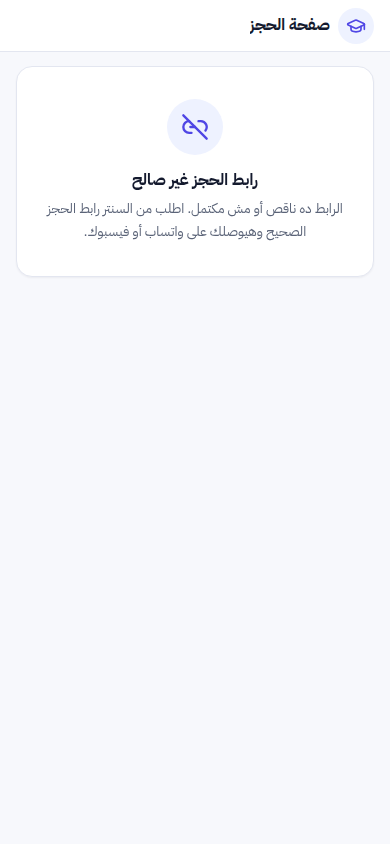 صفحة الحجز
رابط الحجز غير صالح
الرابط ده ناقص أو مش مكتمل. اطلب من السنتر رابط الحجز
الصحيح وهيوصلك على واتساب أو فيسبوك.